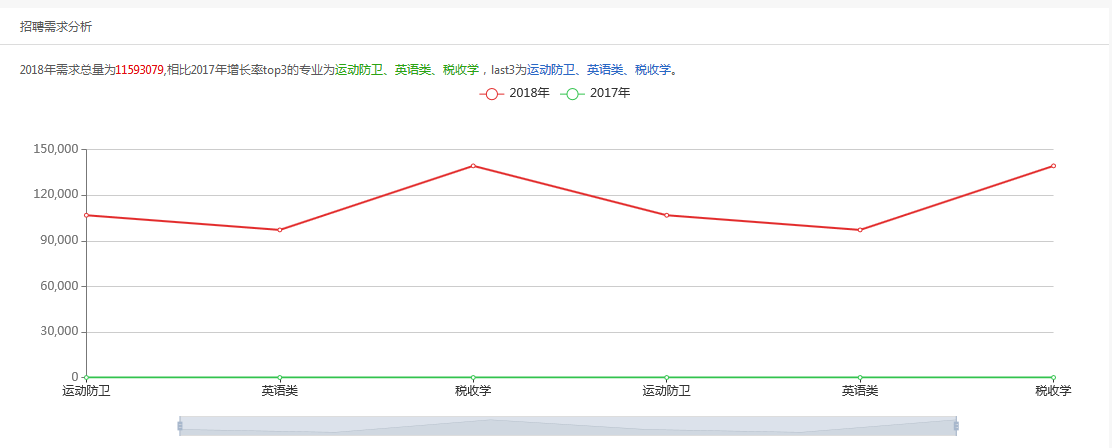 招聘需求分析
2018年需求总量为11593079,相比2017年增长率top3的专业为运动防卫、英语类、税收学，last3为运动防卫、英语类、税收学。
2018年 2017年
150,000
120,000
90,000
60,000
30,000
0
运动防卫 英语类 税收学 运动防卫 英语类 税收学